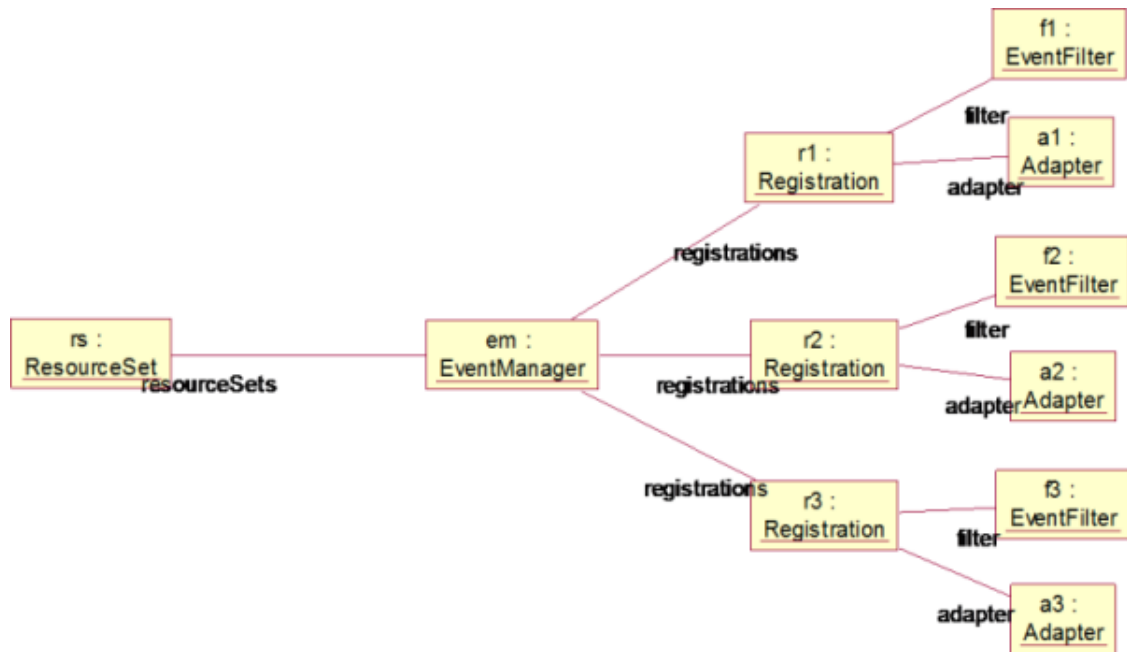 f1 :
EventFilter
filter
a1 :
Adapter
adapter
r1 :
Registration
registrations
f2 :
EventFilter
filter
rs :
ResourceSet
resourceSets
em :
EventManager
r2 :
Registration
registrations
a2 :
Adapter
adapter
registrations
r3 :
Registration
f3 :
EventFilter
filter
a3 :
Adapter
adapter